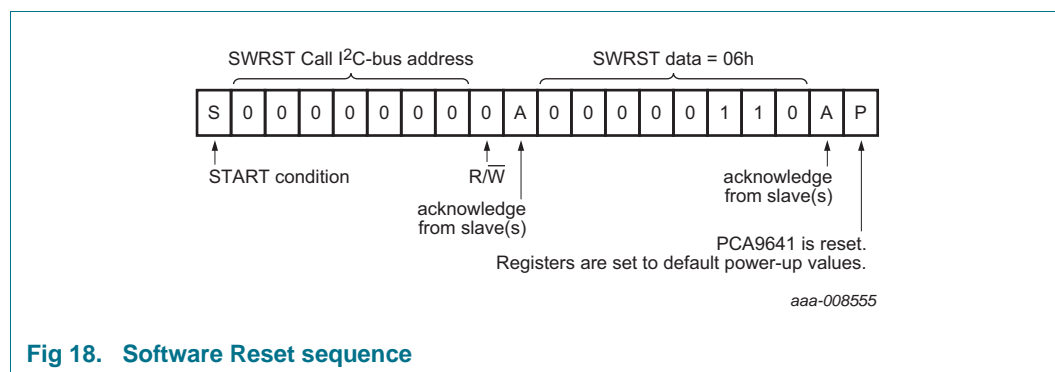 SWRST Call I²C-bus address
SWRST data = 06h
S 0 0 0 0 0 0 0 0 A 0 0 0 0 0 1 1 0 A P
START condition
R/W̅
acknowledge
from slave(s)
acknowledge
from slave(s)
PCA9641 is reset.
Registers are set to default power-up values.
aaa-008555
Fig 18. Software Reset sequence